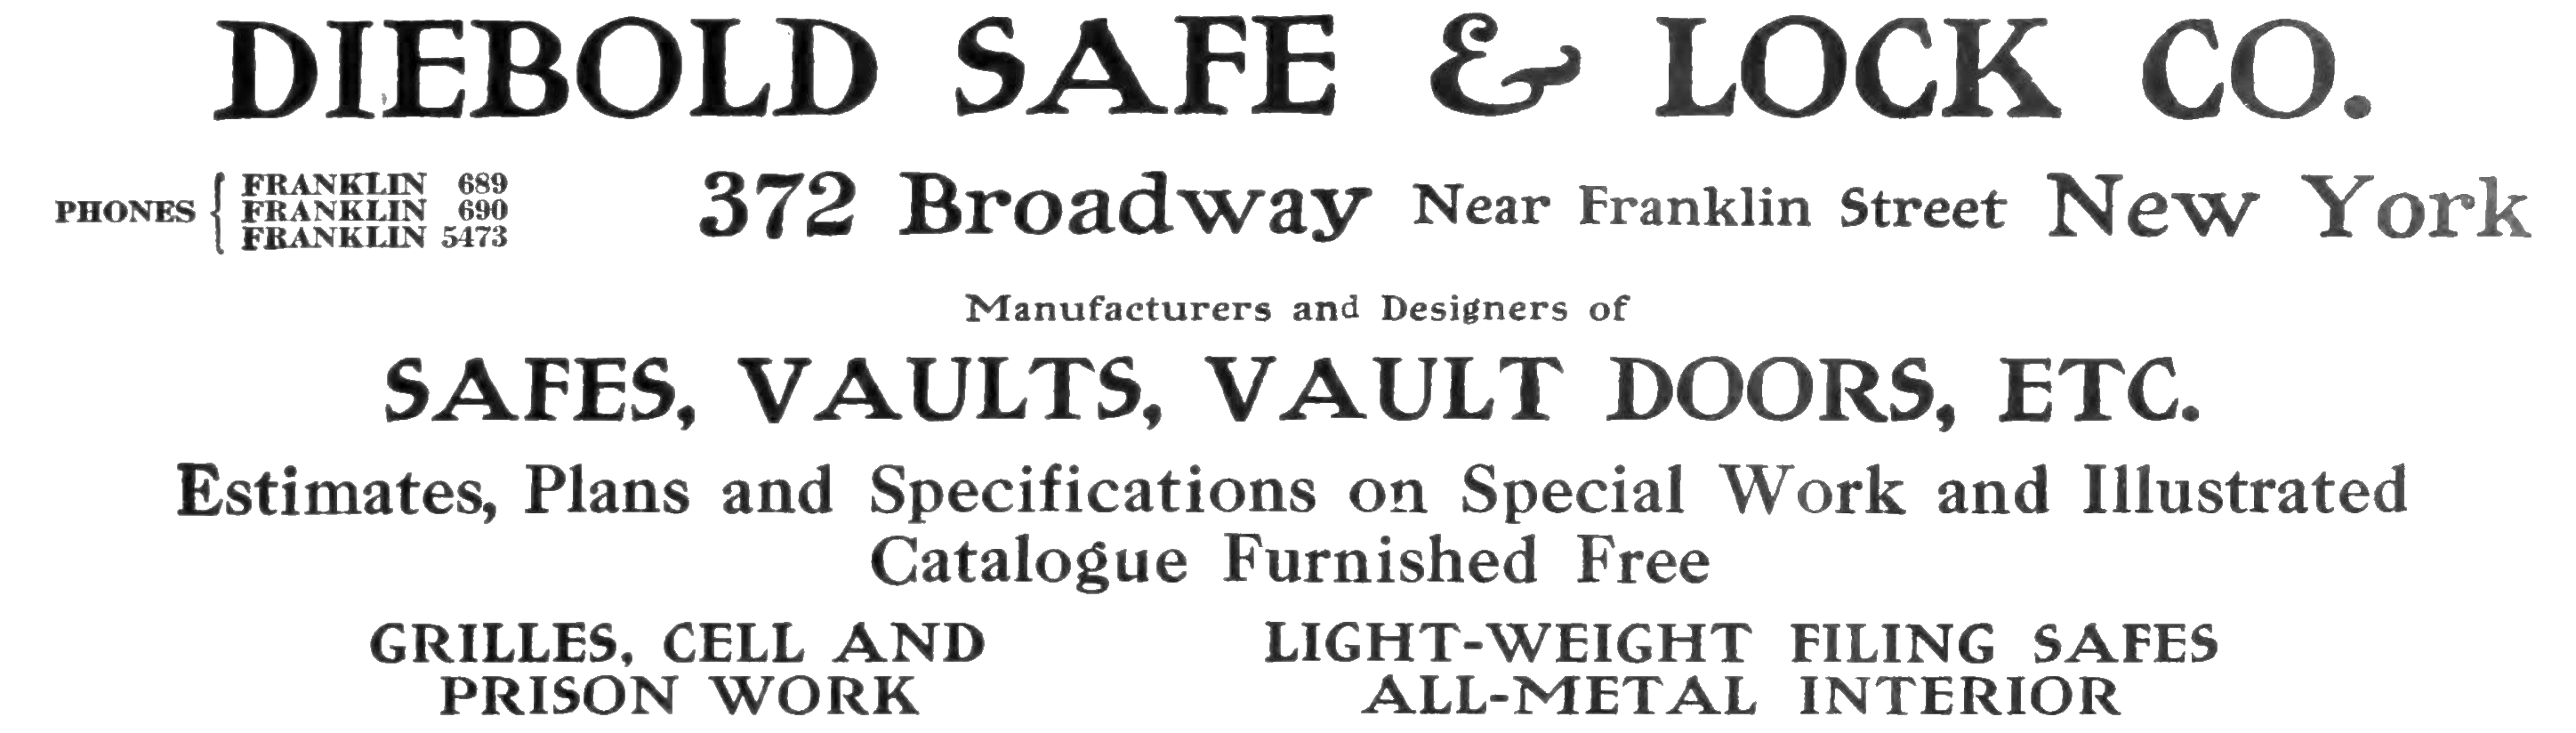 DIEBOLD SAFE & LOCK CO.
PHONES { FRANKLIN 689
FRANKLIN 690
FRANKLIN 5473
372 Broadway Near Franklin Street New York
Manufacturers and Designers of
SAFES, VAULTS, VAULT DOORS, ETC.
Estimates, Plans and Specifications on Special Work and Illustrated
Catalogue Furnished Free
GRILLES, CELL AND
PRISON WORK
LIGHT-WEIGHT FILING SAFES
ALL-METAL INTERIOR